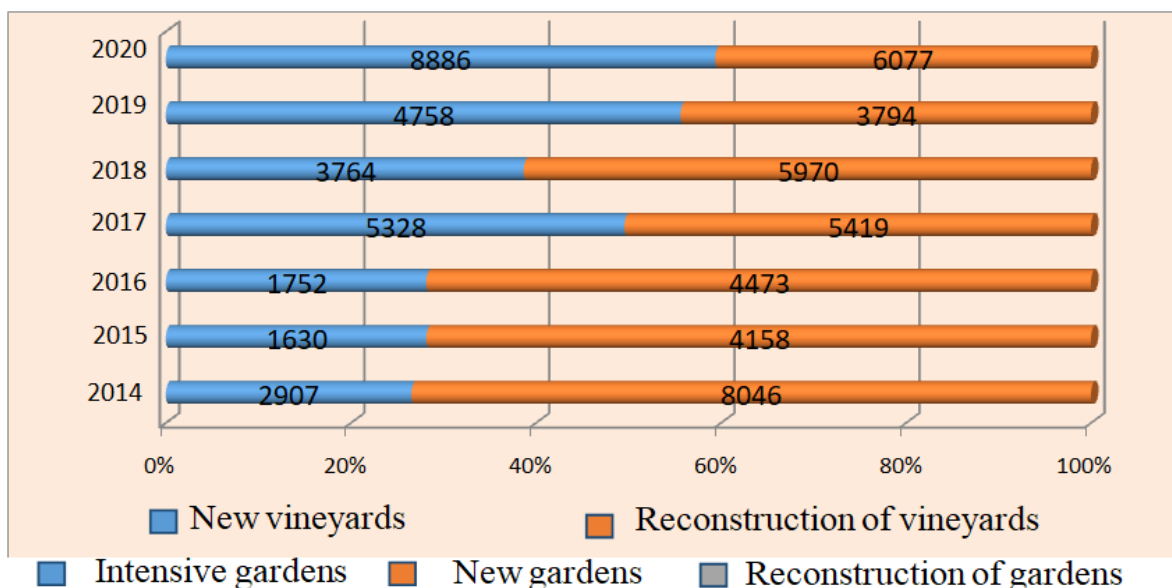 2020 8886 6077
2019 4758 3794
2018 3764 5970
2017 5328 5419
2016 1752 4473
2015 1630 4158
2014 2907 8046
0% 20% 40% 60% 80% 100%
New vineyards Reconstruction of vineyards
Intensive gardens New gardens Reconstruction of gardens